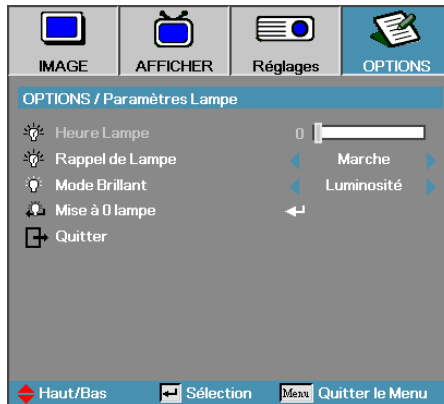 IMAGE AFFICHER Réglages OPTIONS
OPTIONS / Paramètres Lampe
Heure Lampe 0
Rappel de Lampe Marche
Mode Brillant Luminosité
Mise à 0 lampe
Quitter
Haut/Bas Sélection Menu Quitter le Menu